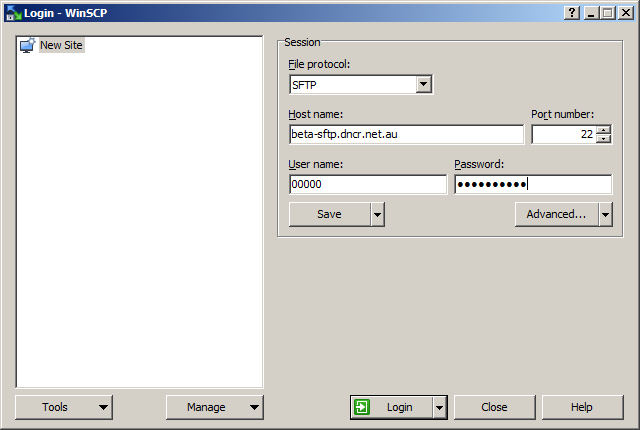 Login - WinSCP
New Site
Session
File protocol:
SFTP
Host name:
Port number:
beta-sftp.dncr.net.au
22
User name:
Password:
00000
●●●●●●●●●●
Save
Advanced...
Tools
Manage
Login
Close
Help